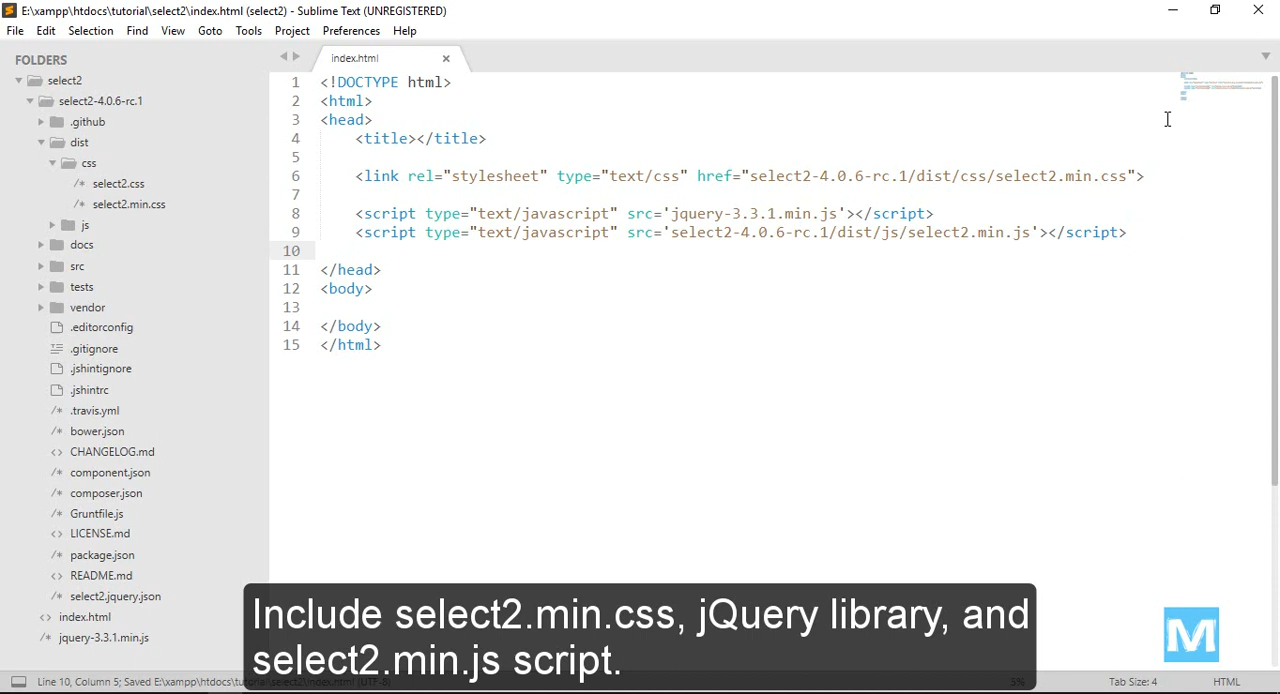 E:\xampp\htdocs\tutorial\select2\index.html (select2) - Sublime Text (UNREGISTERED)
File Edit Selection Find View Goto Tools Project Preferences Help
FOLDERS
select2
select2-4.0.6-rc.1
.github
dist
css
select2.css
select2.min.css
js
docs
src
tests
vendor
.editorconfig
.gitignore
.jshintignore
.jshintrc
.travis.yml
bower.json
CHANGELOG.md
component.json
composer.json
Gruntfile.js
LICENSE.md
package.json
README.md
select2.jquery.json
index.html
jquery-3.3.1.min.js
index.html
1 <!DOCTYPE html>
2 <html>
3 <head>
4 <title></title>
5
6 <link rel="stylesheet" type="text/css" href="select2-4.0.6-rc.1/dist/css/select2.min.css">
7
8 <script type="text/javascript" src='jquery-3.3.1.min.js'></script>
9 <script type="text/javascript" src='select2-4.0.6-rc.1/dist/js/select2.min.js'></script>
10
11 </head>
12 <body>
13
14 </body>
15 </html>
Include select2.min.css, jQuery library, and
select2.min.js script.
M
Line 10, Column 5; Saved E:\xampp\htdocs\tutorial\select2\index.html (UTF-8) 5% Tab Size: 4 HTML